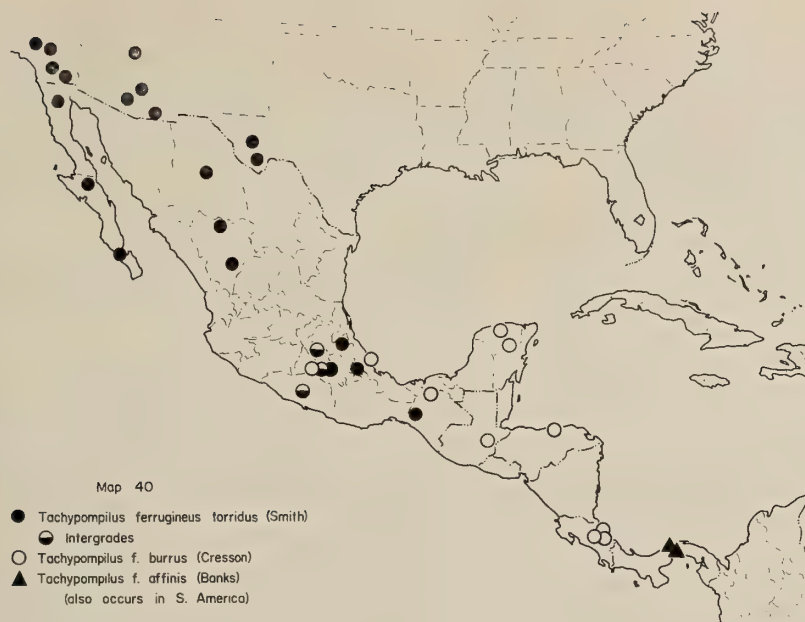 Map 40
Tachypompilus ferrugineus torridus (Smith)
Intergrades
Tachypompilus f. burrus (Cresson)
Tachypompilus f. affinis (Banks)
(also occurs in S. America)